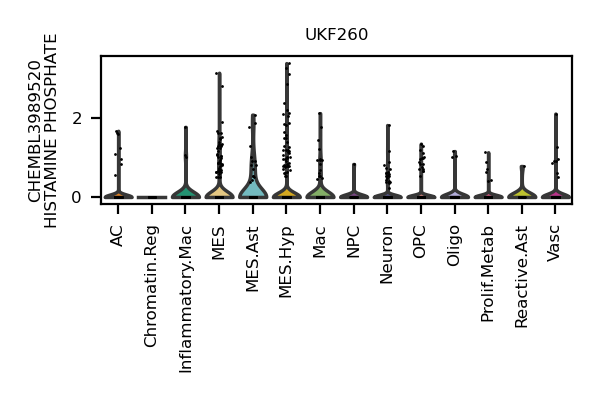 UKF260
CHEMBL3989520
HISTAMINE PHOSPHATE
2
0
AC
Chromatin.Reg
Inflammatory.Mac
MES
MES.Ast
MES.Hyp
Mac
NPC
Neuron
OPC
Oligo
Prolif.Metab
Reactive.Ast
Vasc